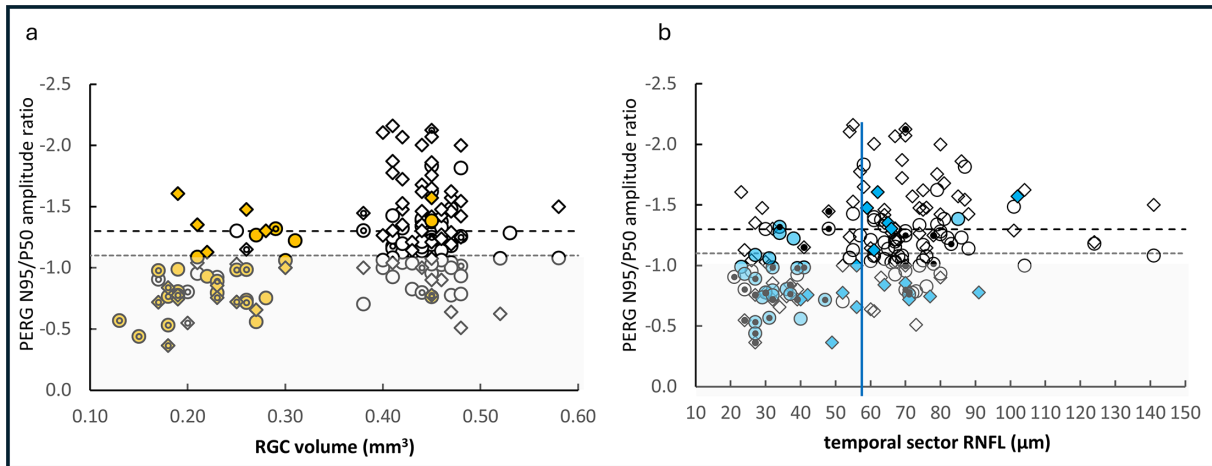 a
PERG N95/P50 amplitude ratio
-2.5
-2.0
-1.5
-1.0
-0.5
0.0
0.10 0.20 0.30 0.40 0.50 0.60
RGC volume (mm³)
b
PERG N95/P50 amplitude ratio
-2.5
-2.0
-1.5
-1.0
-0.5
0.0
10 20 30 40 50 60 70 80 90 100 110 120 130 140 150
temporal sector RNFL (μm)